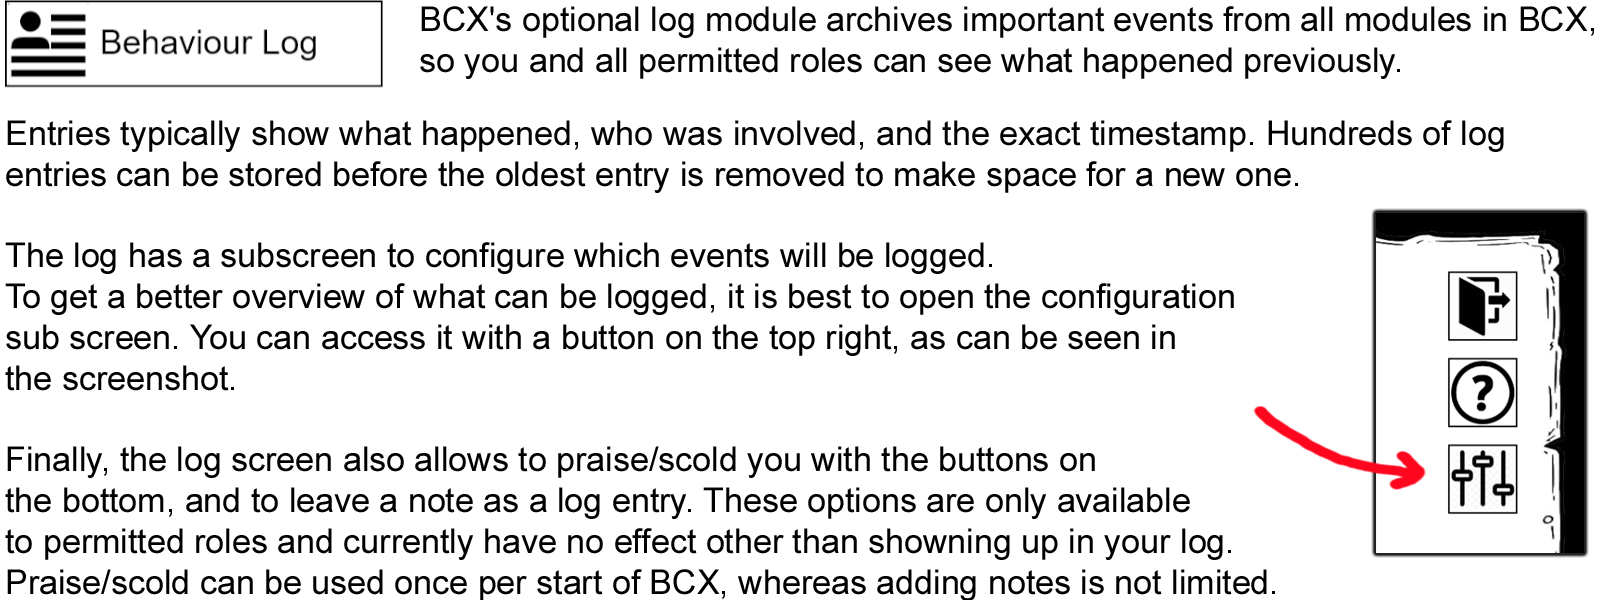 Behaviour Log
BCX's optional log module archives important events from all modules in BCX,
so you and all permitted roles can see what happened previously.
Entries typically show what happened, who was involved, and the exact timestamp. Hundreds of log
entries can be stored before the oldest entry is removed to make space for a new one.
The log has a subscreen to configure which events will be logged.
To get a better overview of what can be logged, it is best to open the configuration
sub screen. You can access it with a button on the top right, as can be seen in
the screenshot.
Finally, the log screen also allows to praise/scold you with the buttons on
the bottom, and to leave a note as a log entry. These options are only available
to permitted roles and currently have no effect other than showning up in your log.
Praise/scold can be used once per start of BCX, whereas adding notes is not limited.
?